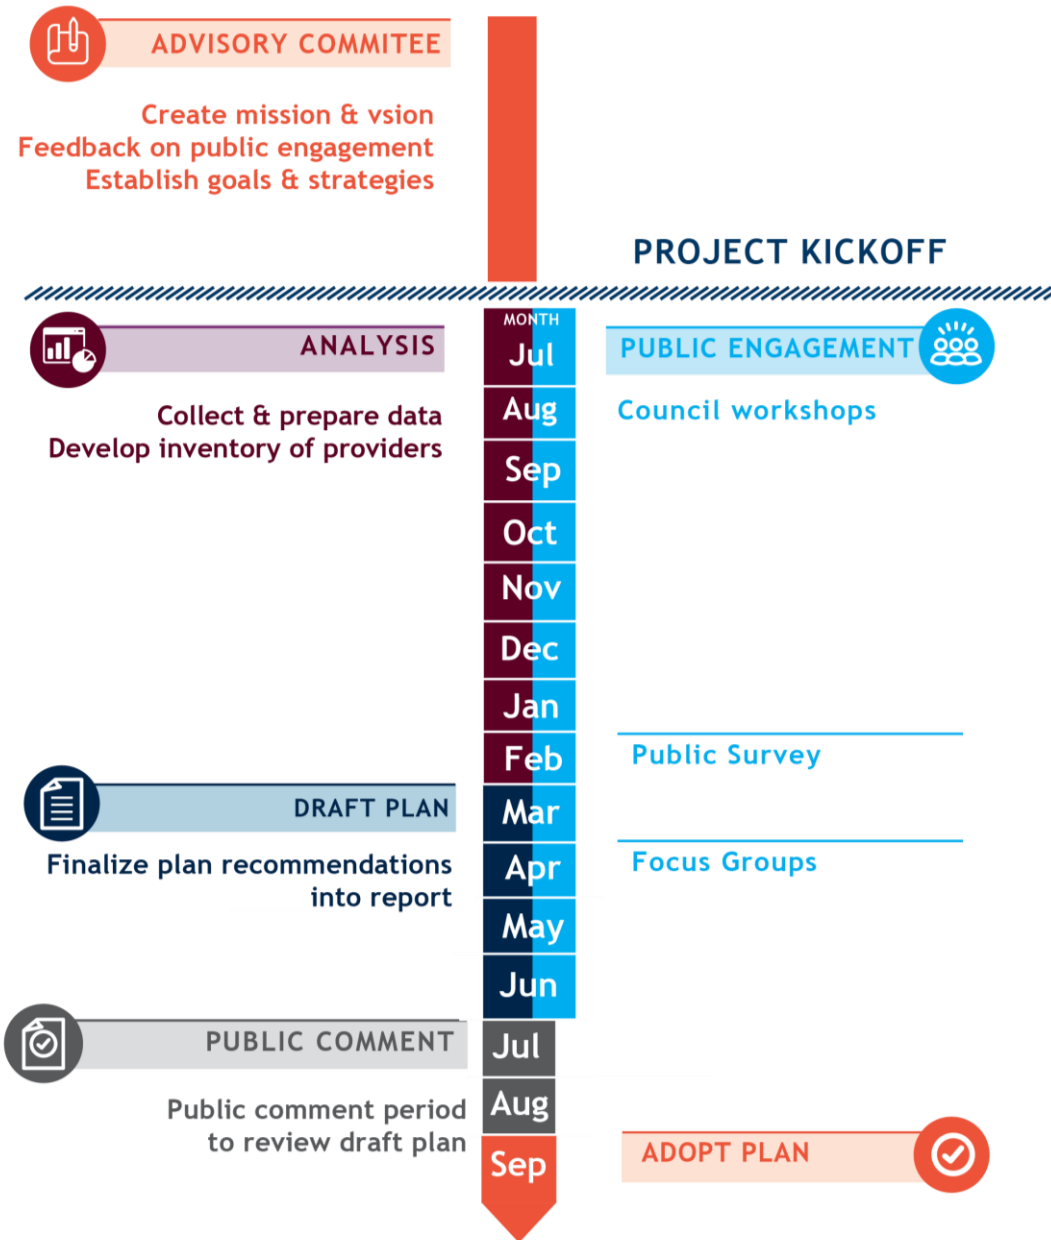 ADVISORY COMMITEE
Create mission & vsion
Feedback on public engagement
Establish goals & strategies
PROJECT KICKOFF
ANALYSIS
Collect & prepare data
Develop inventory of providers
MONTH
Jul
Aug
Sep
Oct
Nov
Dec
Jan
Feb
Mar
Apr
May
Jun
Jul
Aug
Sep
PUBLIC ENGAGEMENT
Council workshops
Public Survey
Focus Groups
DRAFT PLAN
Finalize plan recommendations
into report
PUBLIC COMMENT
Public comment period
to review draft plan
ADOPT PLAN